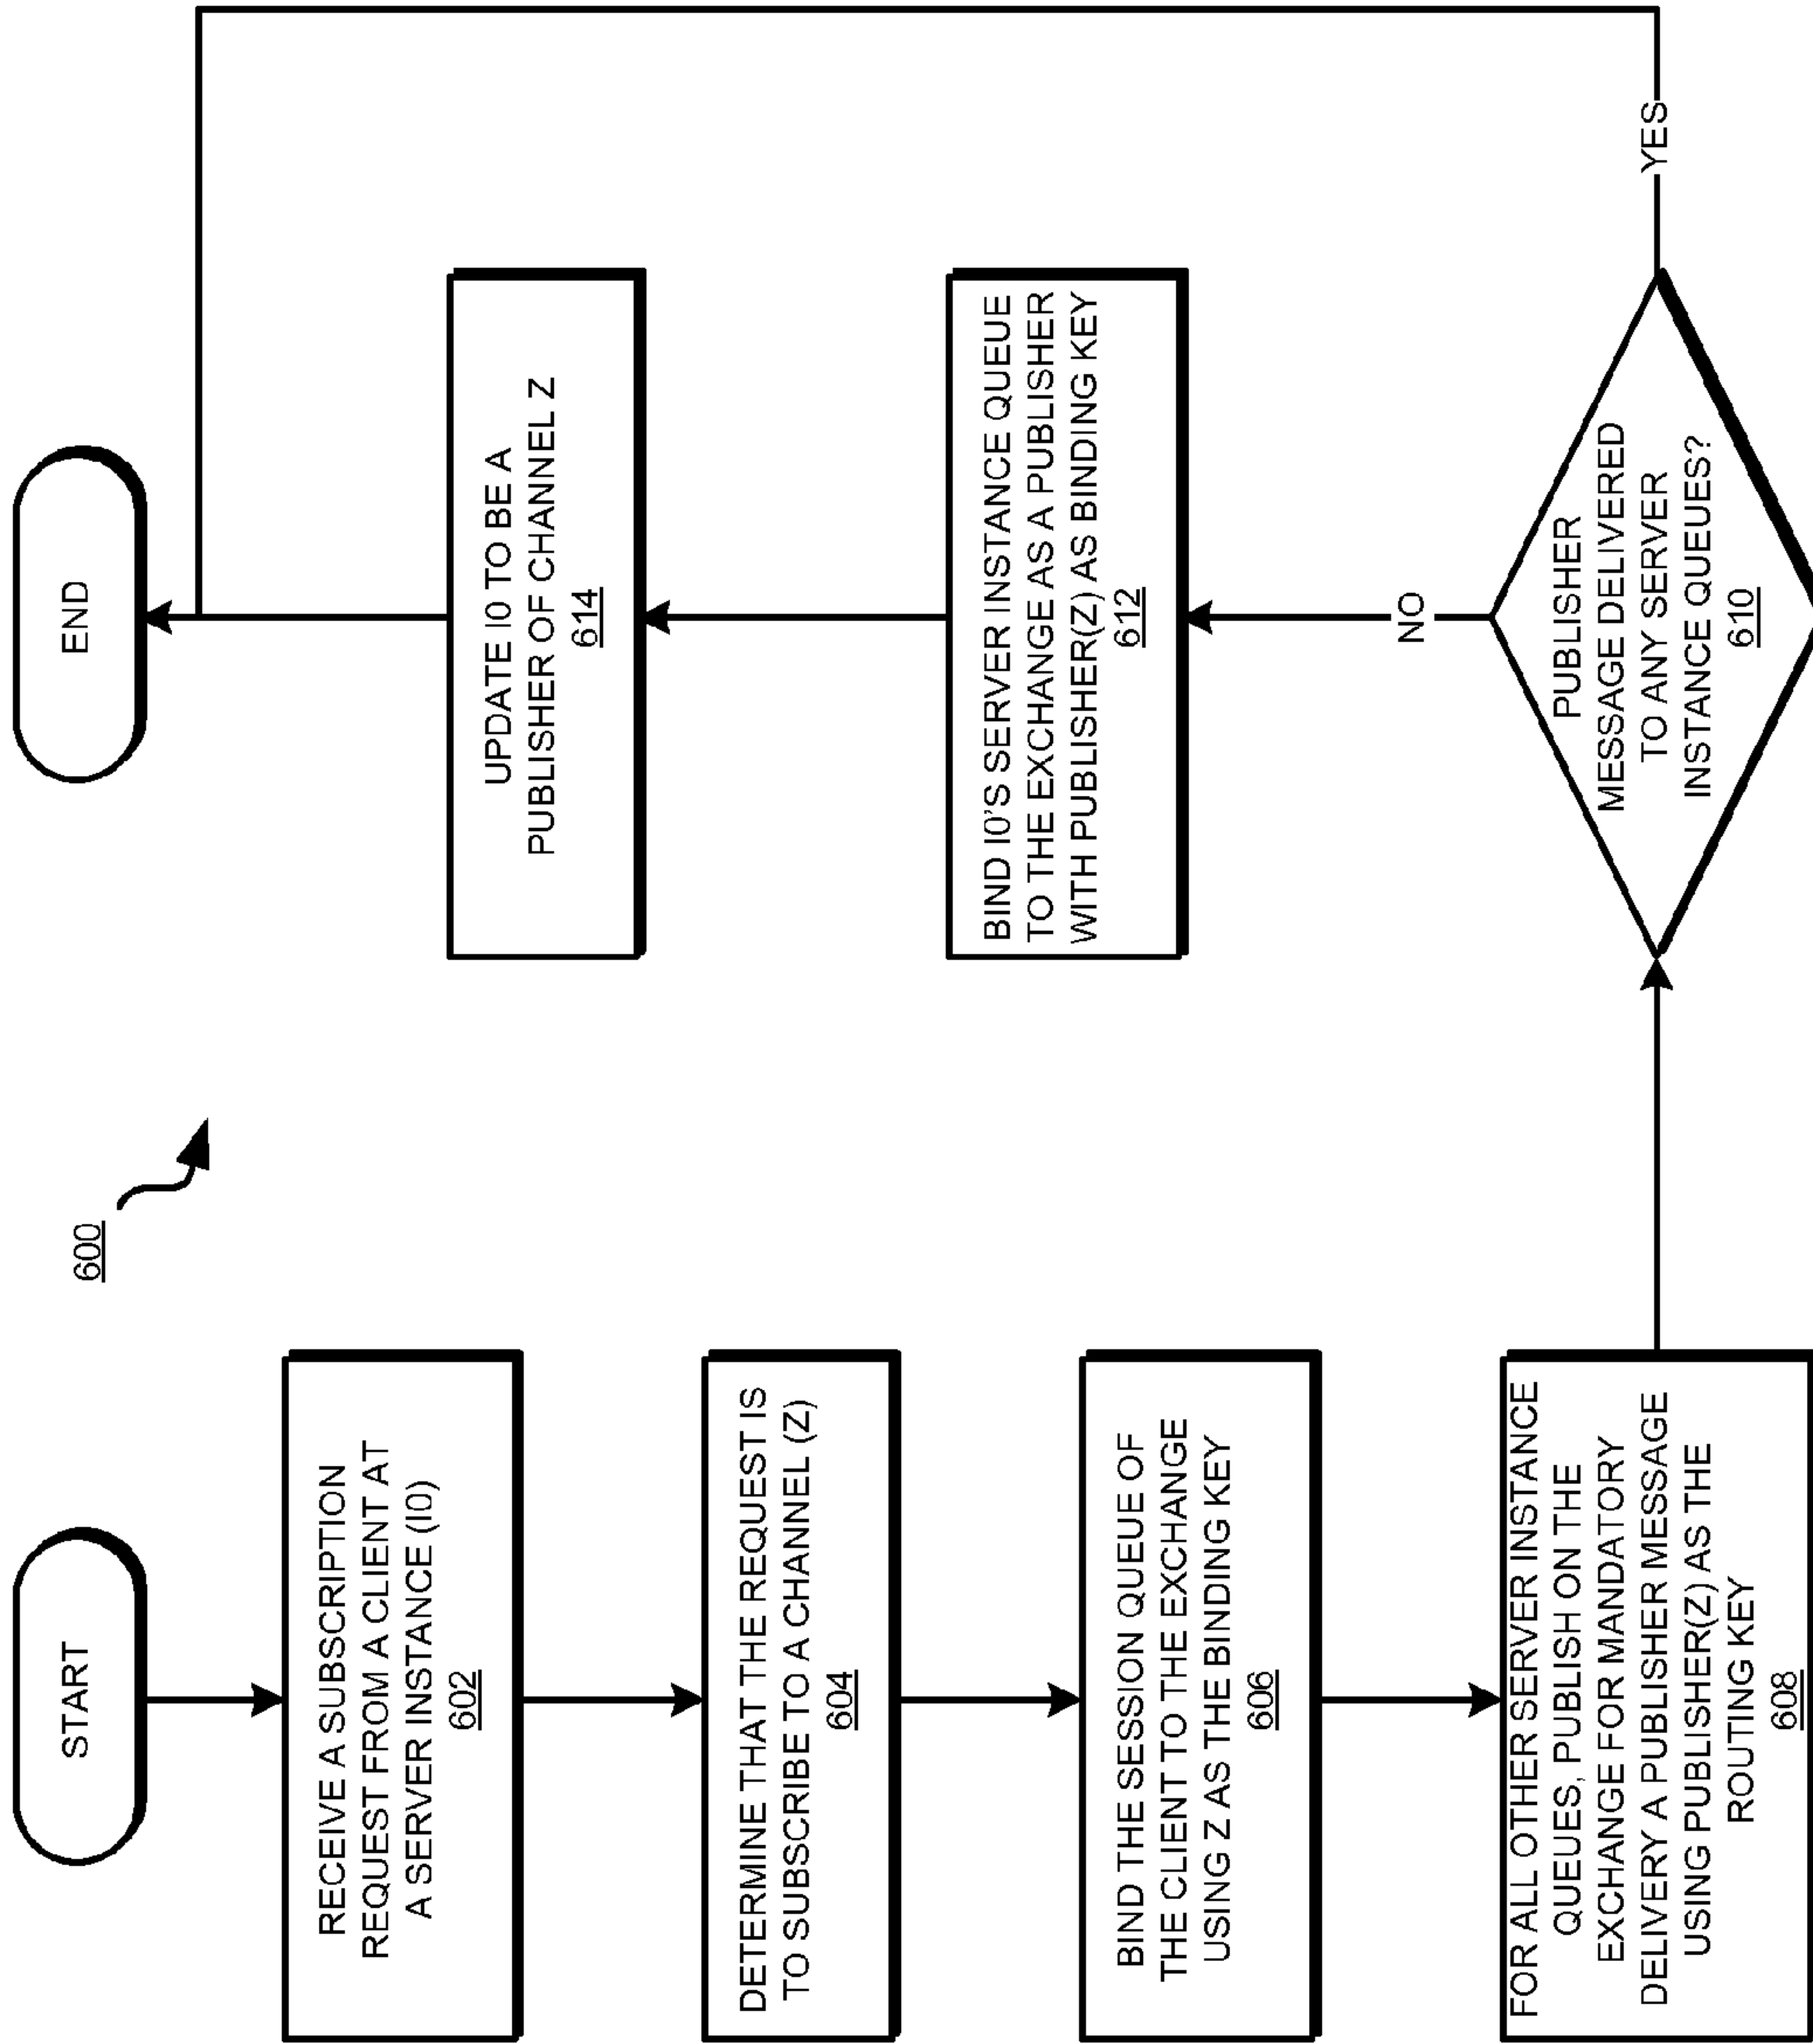 600
START
RECEIVE A SUBSCRIPTION
REQUEST FROM A CLIENT AT
A SERVER INSTANCE (I0)
602
DETERMINE THAT THE REQUEST IS
TO SUBSCRIBE TO A CHANNEL (Z)
604
BIND THE SESSION QUEUE OF
THE CLIENT TO THE EXCHANGE
USING Z AS THE BINDING KEY
606
FOR ALL OTHER SERVER INSTANCE
QUEUES, PUBLISH ON THE
EXCHANGE FOR MANDATORY
DELIVERY A PUBLISHER MESSAGE
USING PUBLISHER(Z) AS THE
ROUTING KEY
608
PUBLISHER
MESSAGE DELIVERED
TO ANY SERVER
INSTANCE QUEUES?
610
NO
YES
BIND I0'S SERVER INSTANCE QUEUE
TO THE EXCHANGE AS A PUBLISHER
WITH PUBLISHER(Z) AS BINDING KEY
612
UPDATE I0 TO BE A
PUBLISHER OF CHANNEL Z
614
END